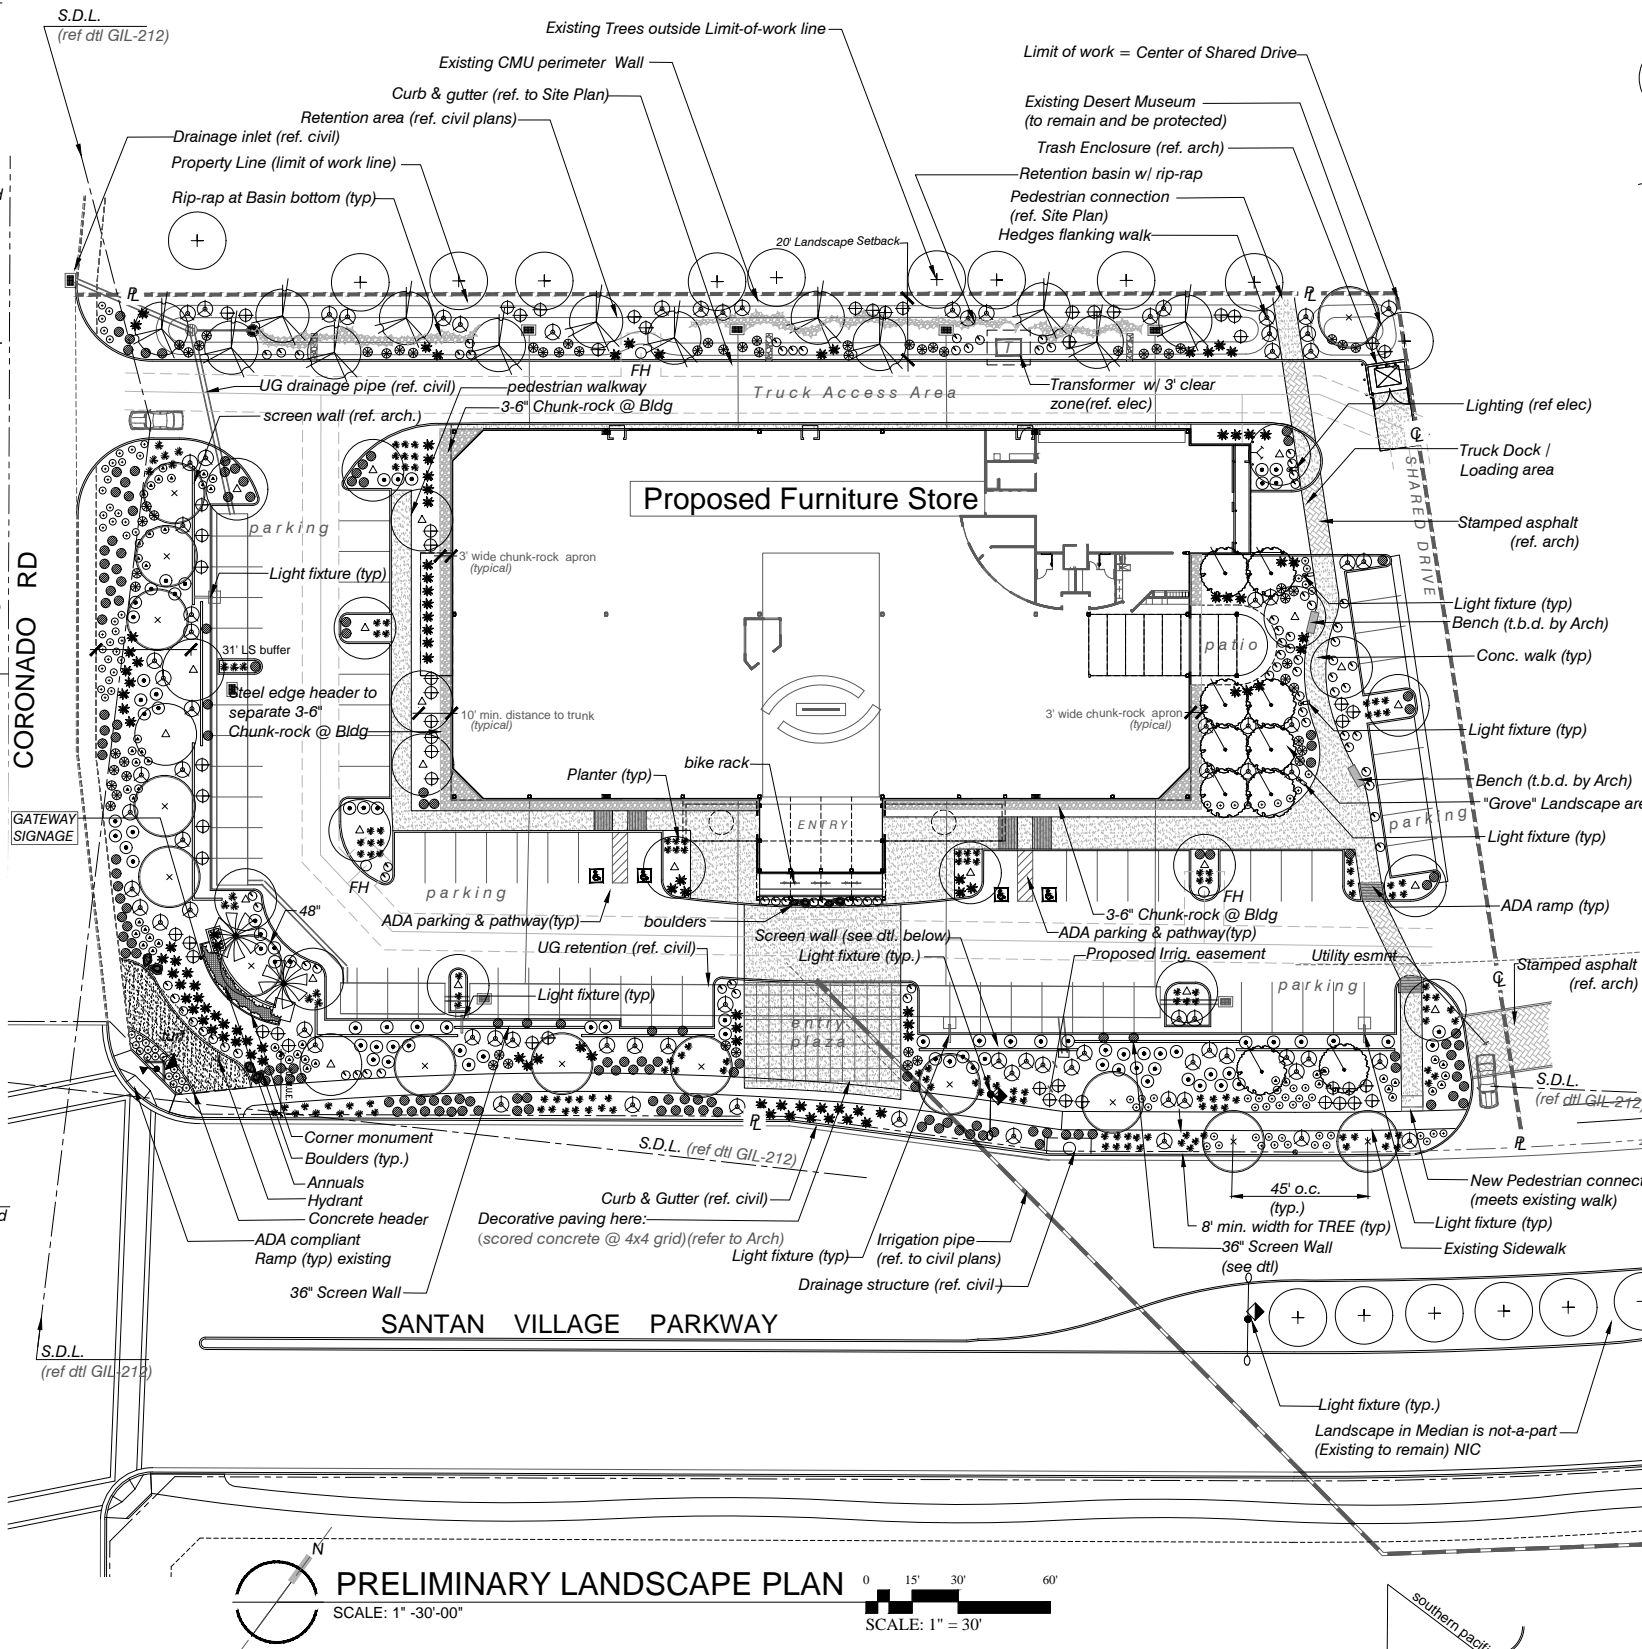 S.D.L.
(ref dtl GIL-212)
Existing Trees outside Limit-of-work line
Existing CMU perimeter Wall
Curb & gutter (ref. to Site Plan)
Retention area (ref. civil plans)
Drainage inlet (ref. civil)
Property Line (limit of work line)
Rip-rap at Basin bottom (typ)
Limit of work = Center of Shared Drive
Existing Desert Museum
(to remain and be protected)
Trash Enclosure (ref. arch)
Retention basin w/ rip-rap
Pedestrian connection
(ref. Site Plan)
Hedges flanking walk
20' Landscape Setback
PL
PL
FH
UG drainage pipe (ref. civil)
pedestrian walkway
3-6" Chunk-rock @ Bldg
screen wall (ref. arch.)
Truck Access Area
Transformer w/ 3' clear
zone(ref. elec)
Lighting (ref elec)
CL
Truck Dock /
Loading area
SHARED DRIVE
Proposed Furniture Store
parking
Stamped asphalt
(ref. arch)
3' wide chunk-rock apron
(typical)
Light fixture (typ)
CORONADO RD
Light fixture (typ)
Bench (t.b.d. by Arch)
patio
Conc. walk (typ)
31' LS buffer
Steel edge header to
separate 3-6"
Chunk-rock @ Bldg
10' min. distance to trunk
(typical)
3' wide chunk-rock apron
(typical)
Light fixture (typ)
bike rack
Planter (typ)
Bench (t.b.d. by Arch)
"Grove" Landscape are
GATEWAY
SIGNAGE
ENTRY
parking
Light fixture (typ)
FH
parking
FH
48"
ADA parking & pathway(typ)
boulders
3-6" Chunk-rock @ Bldg
ADA parking & pathway(typ)
ADA ramp (typ)
UG retention (ref. civil)
Screen wall (see dtl. below)
Light fixture (typ.)
Proposed Irrig. easement
Utility esmnt
CL
Stamped asphalt
(ref. arch)
Light fixture (typ)
parking
entry
plaza
turf
S.D.L.
(ref dtl GIL-212)
PL
PL
S.D.L. (ref dtl GIL-212)
Corner monument
Boulders (typ.)
Annuals
Hydrant
Concrete header
ADA compliant
Ramp (typ) existing
36" Screen Wall
Curb & Gutter (ref. civil)
Decorative paving here:
(scored concrete @ 4x4 grid)(refer to Arch)
Light fixture (typ)
Irrigation pipe
(ref. to civil plans)
Drainage structure (ref. civil)
45' o.c.
(typ.)
8' min. width for TREE (typ)
36" Screen Wall
(see dtl)
New Pedestrian connect
(meets existing walk)
Light fixture (typ)
Existing Sidewalk
SANTAN VILLAGE PARKWAY
S.D.L.
(ref dtl GIL-212)
Light fixture (typ.)
Landscape in Median is not-a-part
(Existing to remain) NIC
N
PRELIMINARY LANDSCAPE PLAN
SCALE: 1" -30'-00"
0 15' 30' 60'
SCALE: 1" = 30'
southern pacifi